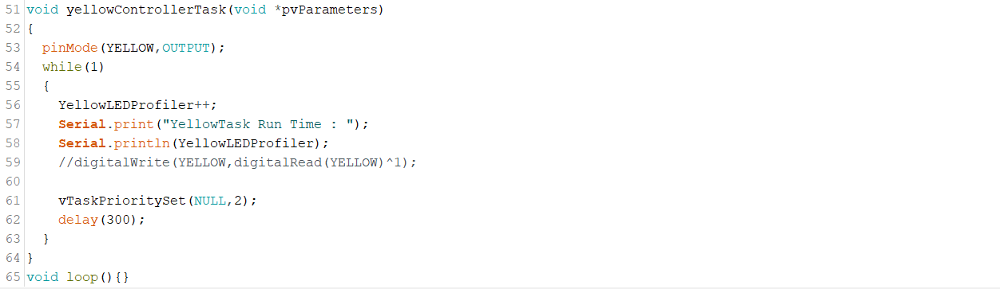 51 void yellowControllerTask(void *pvParameters)
52 {
53   pinMode(YELLOW,OUTPUT);
54   while(1)
55   {
56     YellowLEDProfiler++;
57     Serial.print("YellowTask Run Time : ");
58     Serial.println(YellowLEDProfiler);
59     //digitalWrite(YELLOW,digitalRead(YELLOW)^1);
60
61     vTaskPrioritySet(NULL,2);
62     delay(300);
63   }
64 }
65 void loop(){}